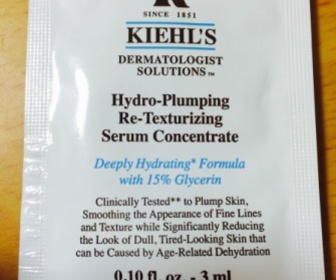 K
SINCE 1851
KIEHL'S
DERMATOLOGIST
SOLUTIONS™
Hydro-Plumping
Re-Texturizing
Serum Concentrate
Deeply Hydrating* Formula
with 15% Glycerin
Clinically Tested** to Plump Skin,
Smoothing the Appearance of Fine Lines
and Texture while Significantly Reducing
the Look of Dull, Tired-Looking Skin that
can be Caused by Age-Related Dehydration
0.10 fl. oz. - 3 ml